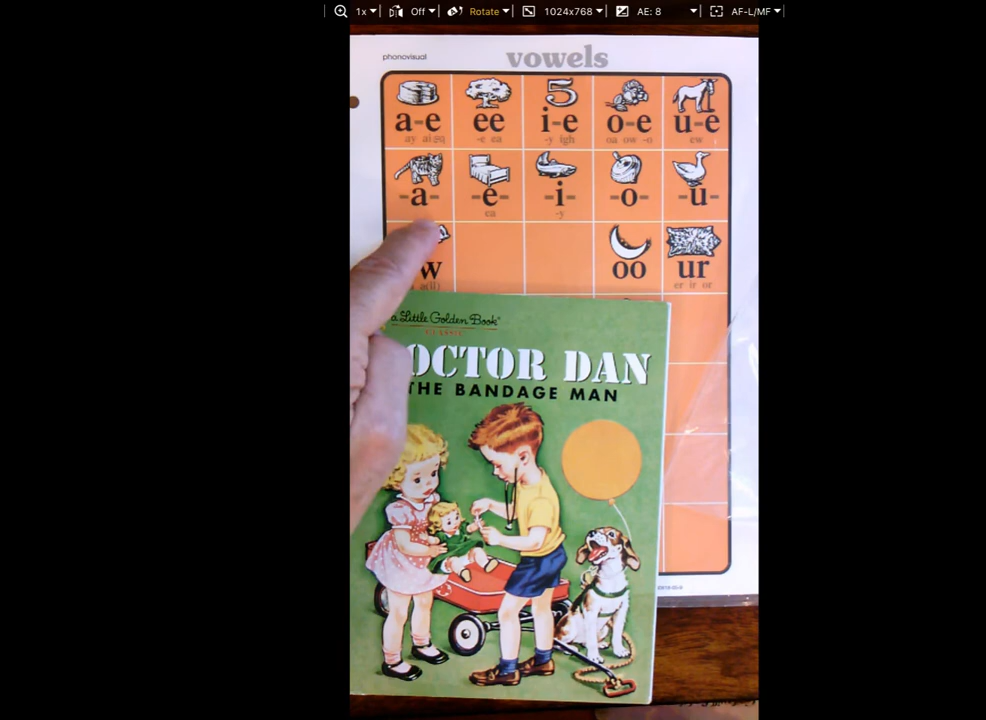 1x Off Rotate 1024x768 AE: 8 AF-L/MF
phonovisual vowels
5
a-e ee i-e o-e u-e
ay ai -e ea -y igh oa ow -o ew
-a- -e- -i- -o- -u-
ea -y
w oo ur
a(ll) er ir or
a Little Golden Book®
CLASSIC
OCTOR DAN
THE BANDAGE MAN